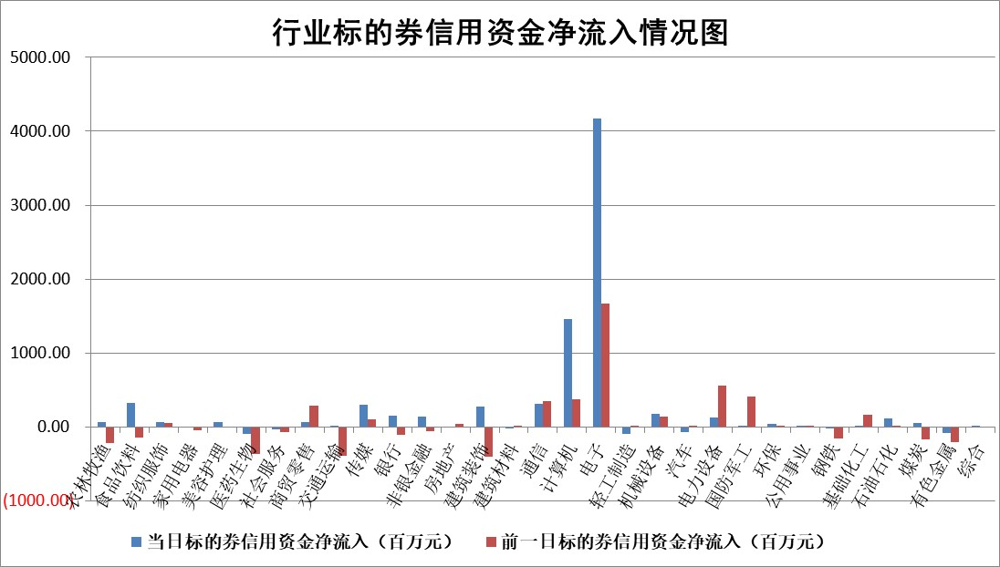 行业标的券信用资金净流入情况图
5000.00
4000.00
3000.00
2000.00
1000.00
0.00
(1000.00)
农林牧渔
食品饮料
纺织服饰
家用电器
美容护理
医药生物
社会服务
商贸零售
交通运输
传媒
银行
非银金融
房地产
建筑装饰
建筑材料
通信
计算机
电子
轻工制造
机械设备
汽车
电力设备
国防军工
环保
公用事业
钢铁
基础化工
石油石化
煤炭
有色金属
综合
当日标的券信用资金净流入（百万元）
前一日标的券信用资金净流入（百万元）